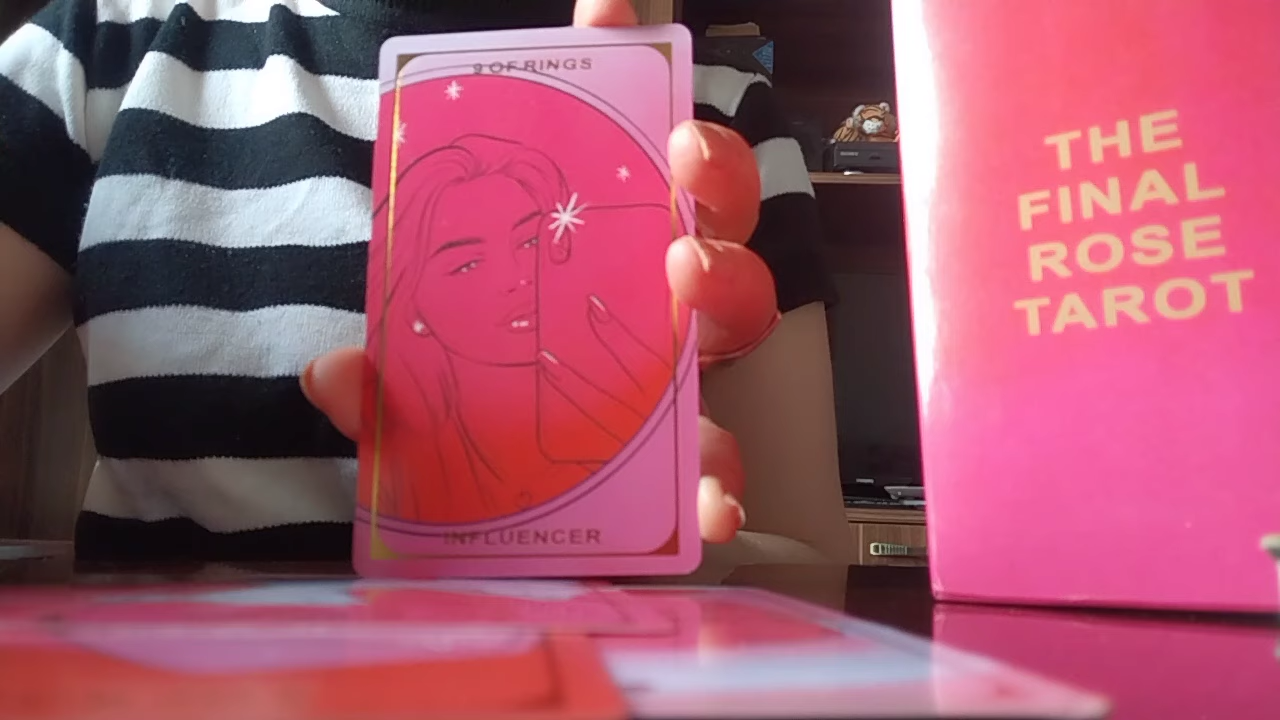 9 OF RINGS
INFLUENCER
THE
FINAL
ROSE
TAROT